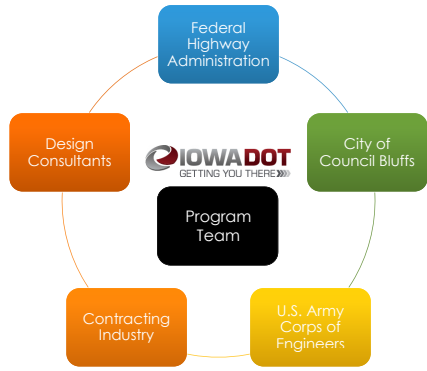 Federal
Highway
Administration
Design
Consultants
IOWADOT
GETTING YOU THERE
City of
Council Bluffs
Program
Team
Contracting
Industry
U.S. Army
Corps of
Engineers